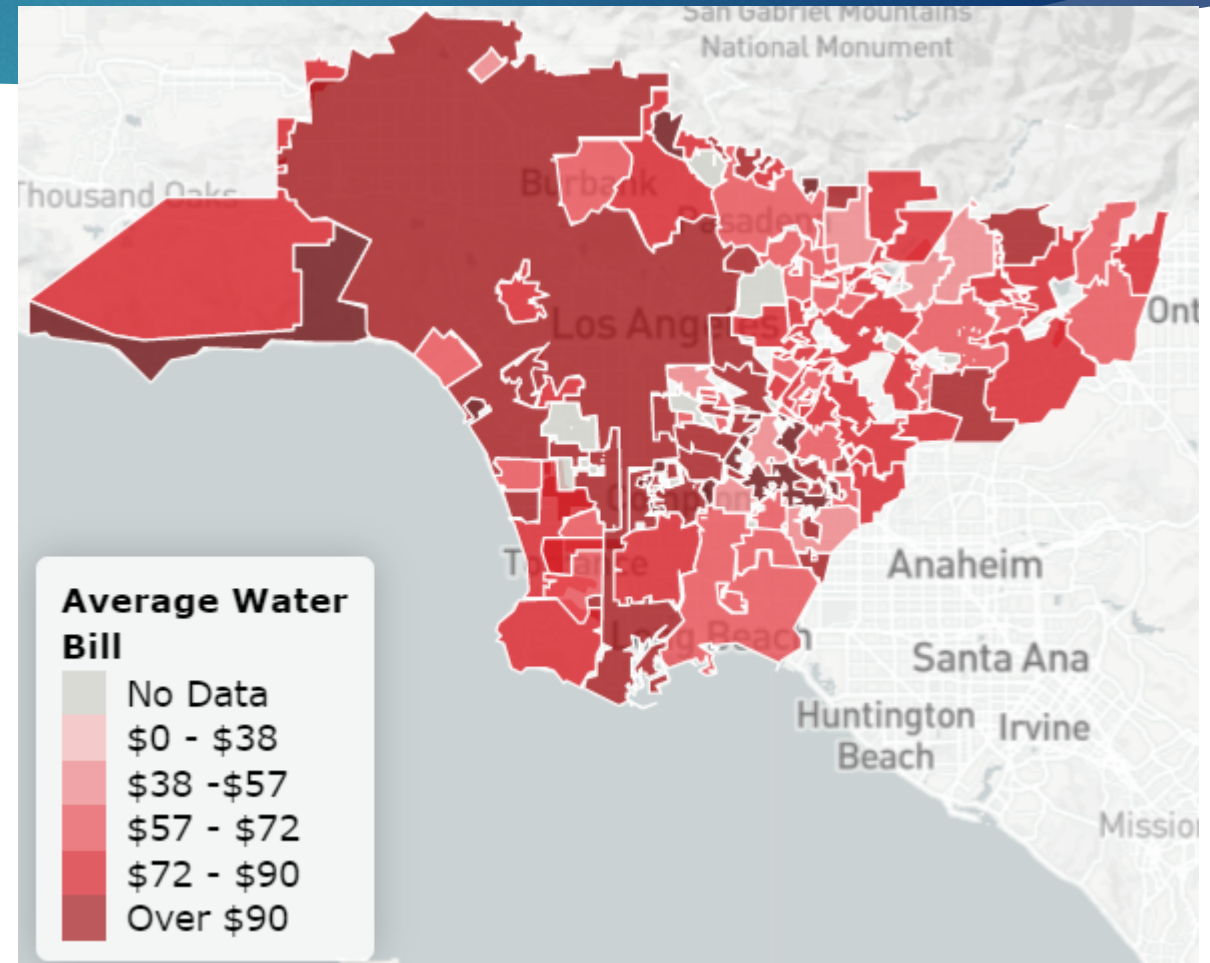 San Gabriel Mountains
National Monument
Thousand Oaks
Burbank
Pasadena
Los Angeles
Ont
Compton
Torrance
Anaheim
Long Beach
Santa Ana
Huntington
Beach
Irvine
Missio
Average Water
Bill
No Data
$0 - $38
$38 -$57
$57 - $72
$72 - $90
Over $90